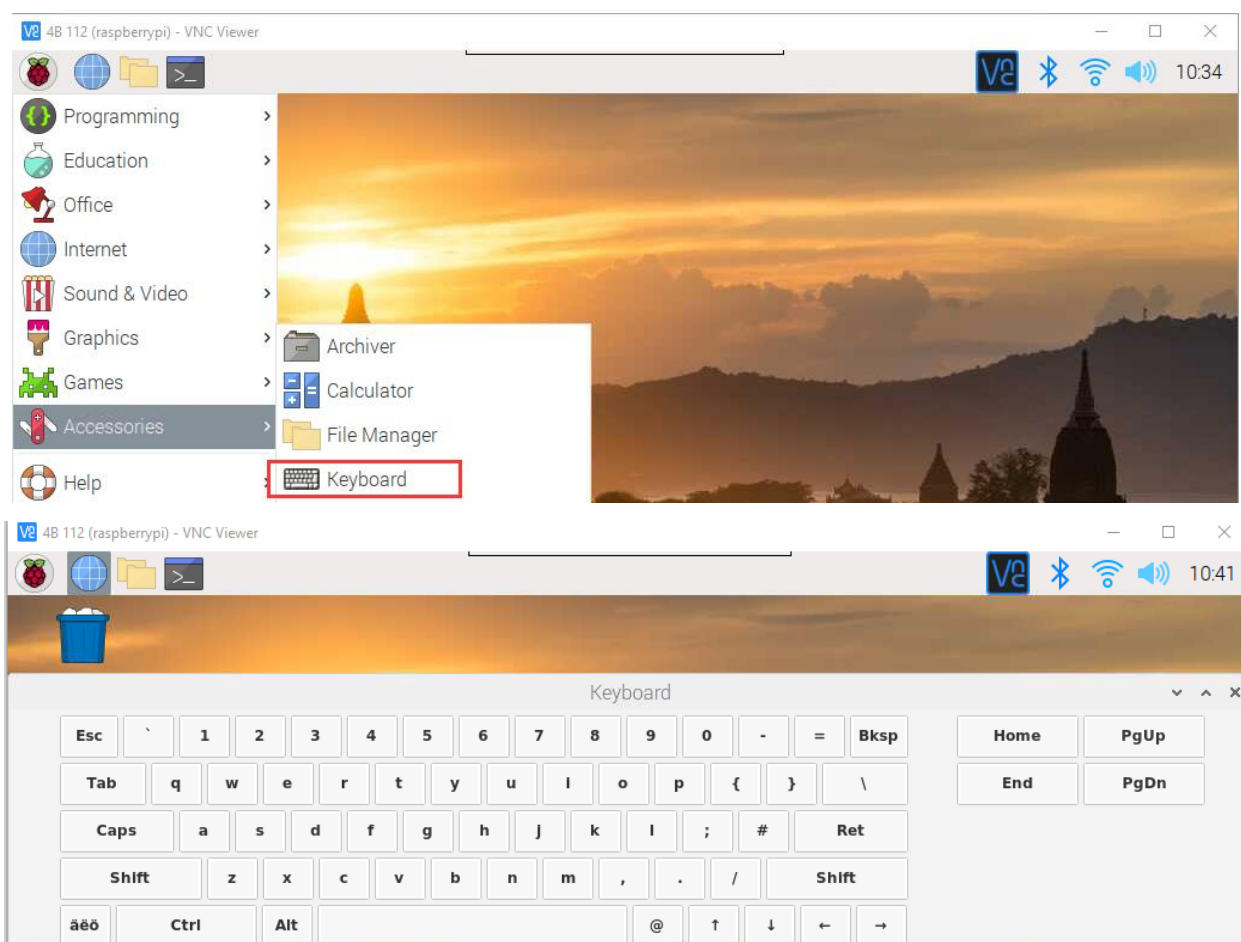 4B 112 (raspberrypi) - VNC Viewer
10:34
Programming
Education
Office
Internet
Sound & Video
Graphics
Games
Accessories
Help
Archiver
Calculator
File Manager
Keyboard
4B 112 (raspberrypi) - VNC Viewer
10:41
Keyboard
Esc ` 1 2 3 4 5 6 7 8 9 0 - = Bksp Home PgUp
Tab q w e r t y u i o p { } \ End PgDn
Caps a s d f g h j k l ; # Ret
Shift z x c v b n m , . / Shift
äëö Ctrl Alt @ ↑ ↓ ← →